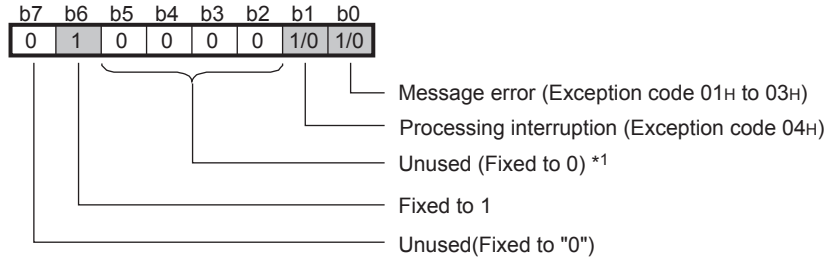 b7 b6 b5 b4 b3 b2 b1 b0
0 1 0 0 0 0 1/0 1/0
Message error (Exception code 01H to 03H)
Processing interruption (Exception code 04H)
Unused (Fixed to 0) *1
Fixed to 1
Unused(Fixed to "0")